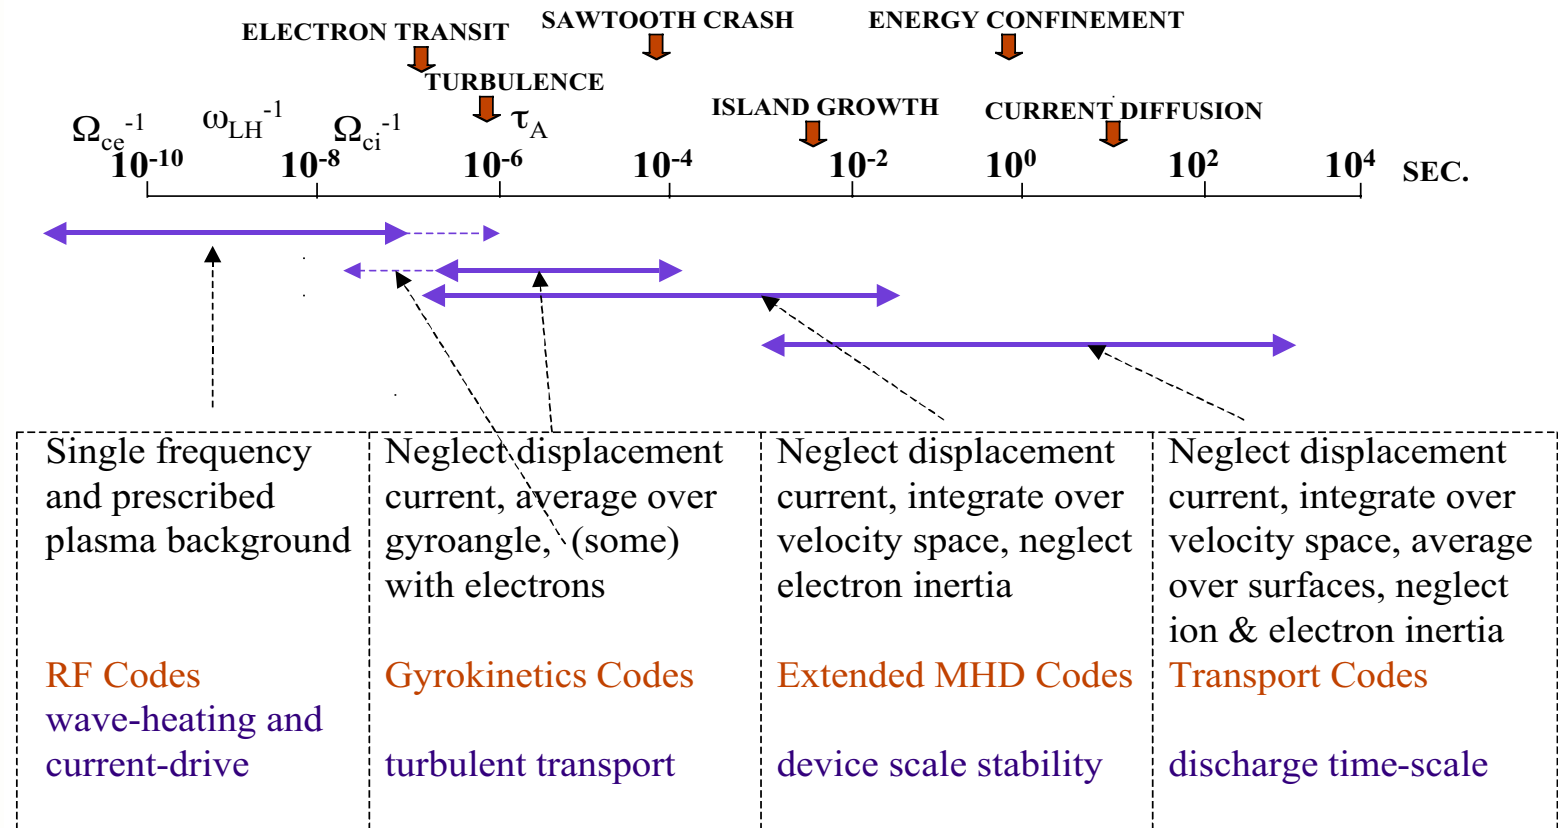 SAWTOOTH CRASH ENERGY CONFINEMENT
ELECTRON TRANSIT
TURBULENCE
ISLAND GROWTH CURRENT DIFFUSION
Ωce⁻¹ ωLH⁻¹ Ωci⁻¹ τA
10⁻¹⁰ 10⁻⁸ 10⁻⁶ 10⁻⁴ 10⁻² 10⁰ 10² 10⁴ SEC.
Single frequency
and prescribed
plasma background
RF Codes
wave-heating and
current-drive
Neglect displacement
current, average over
gyroangle, (some)
with electrons
Gyrokinetics Codes
turbulent transport
Neglect displacement
current, integrate over
velocity space, neglect
electron inertia
Extended MHD Codes
device scale stability
Neglect displacement
current, integrate over
velocity space, average
over surfaces, neglect
ion & electron inertia
Transport Codes
discharge time-scale